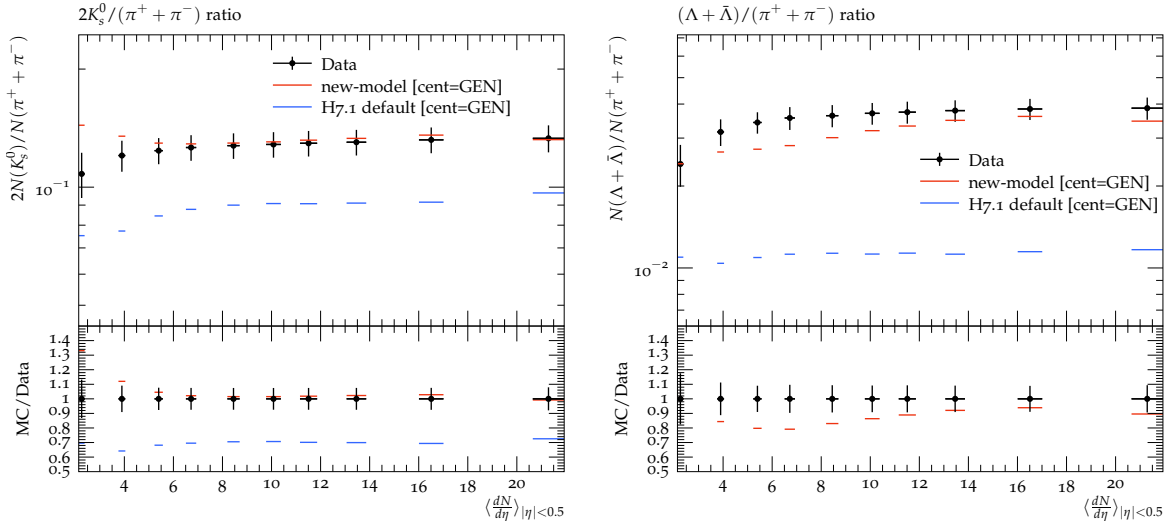 2K_s^0/(π^+ + π^-) ratio
2N(K_s^0)/N(π^+ + π^-)
10^-1
Data
new-model [cent=GEN]
H7.1 default [cent=GEN]
MC/Data
1.4
1.3
1.2
1.1
1
0.9
0.8
0.7
0.6
0.5
4 6 8 10 12 14 16 18 20
⟨dN/dη⟩_|η|<0.5
(Λ + Λ̄)/(π^+ + π^-) ratio
N(Λ + Λ̄)/N(π^+ + π^-)
10^-2
Data
new-model [cent=GEN]
H7.1 default [cent=GEN]
MC/Data
1.4
1.3
1.2
1.1
1
0.9
0.8
0.7
0.6
0.5
4 6 8 10 12 14 16 18 20
⟨dN/dη⟩_|η|<0.5